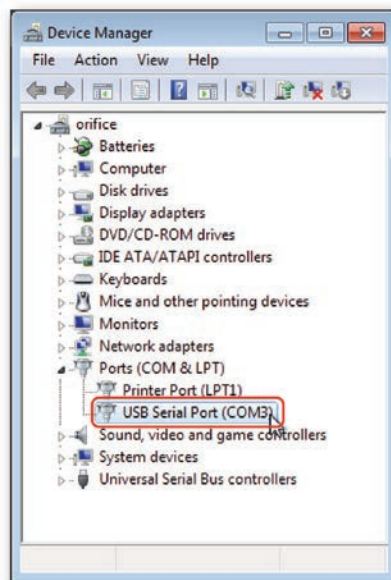 Device Manager
File Action View Help
orifice
Batteries
Computer
Disk drives
Display adapters
DVD/CD-ROM drives
IDE ATA/ATAPI controllers
Keyboards
Mice and other pointing devices
Monitors
Network adapters
Ports (COM & LPT)
Printer Port (LPT1)
USB Serial Port (COM3)
Sound, video and game controllers
System devices
Universal Serial Bus controllers